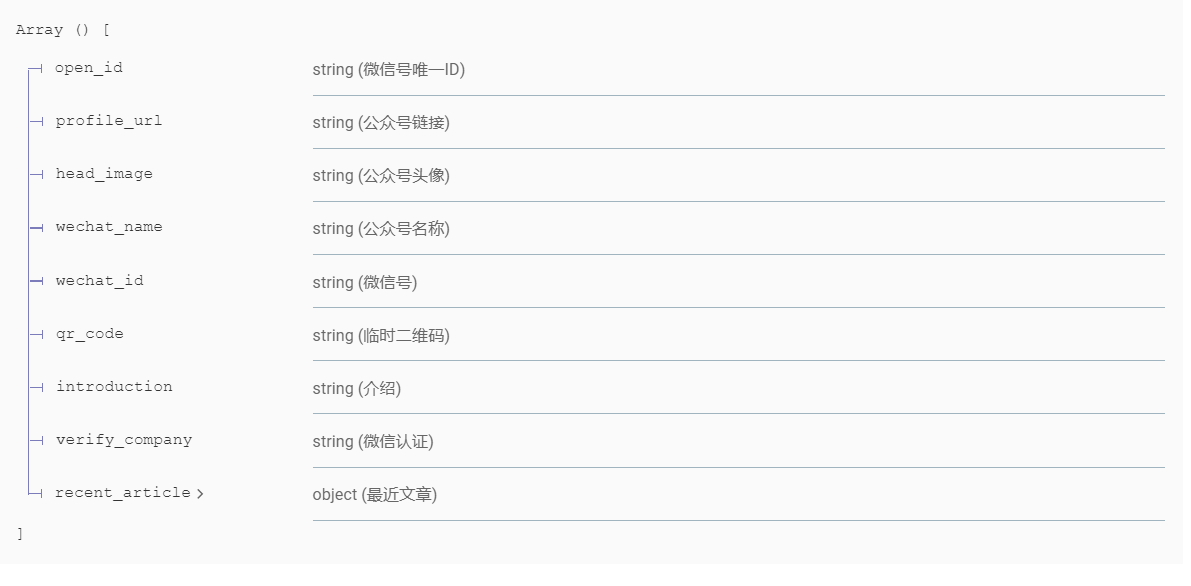 Array () [
open_id string (微信号唯一ID)
profile_url string (公众号链接)
head_image string (公众号头像)
wechat_name string (公众号名称)
wechat_id string (微信号)
qr_code string (临时二维码)
introduction string (介绍)
verify_company string (微信认证)
recent_article > object (最近文章)
]